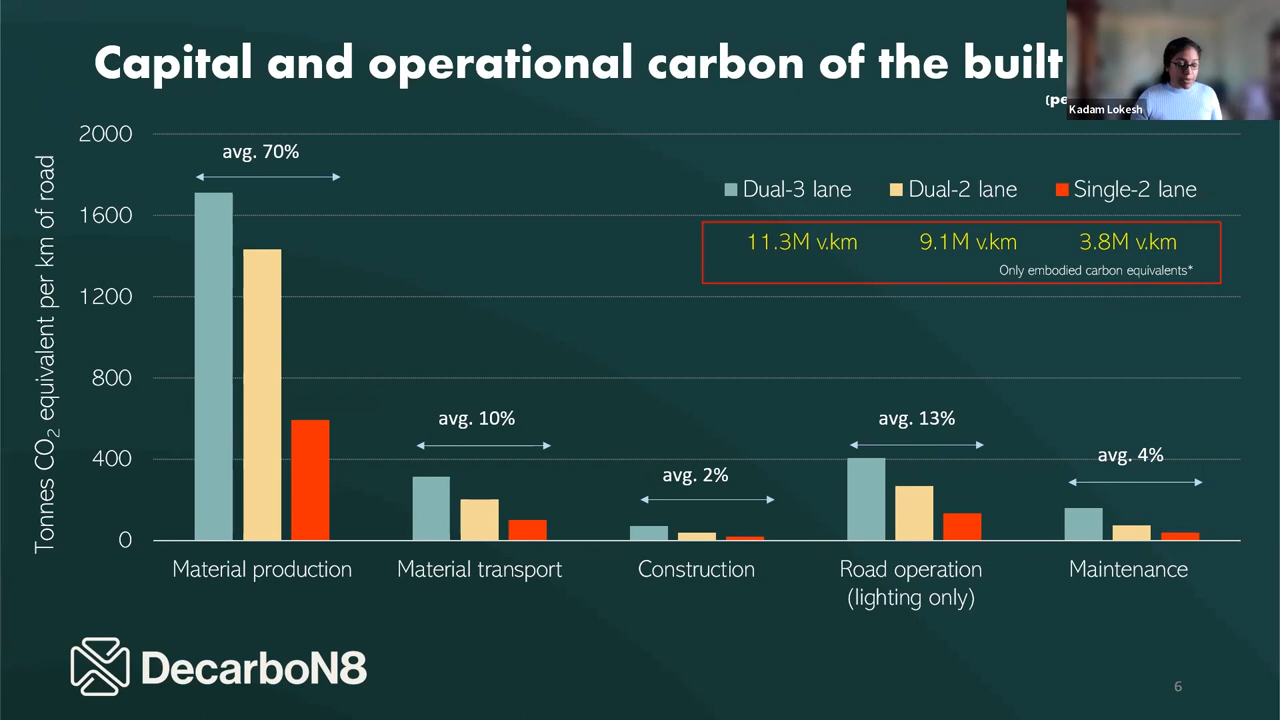 Capital and operational carbon of the built
(pe
Kadam Lokesh
Tonnes CO₂ equivalent per km of road
2000
1600
1200
800
400
0
avg. 70%
avg. 10%
avg. 2%
avg. 13%
avg. 4%
Dual-3 lane Dual-2 lane Single-2 lane
11.3M v.km 9.1M v.km 3.8M v.km
Only embodied carbon equivalents*
Material production Material transport Construction Road operation Maintenance
(lighting only)
DecarboN8
6